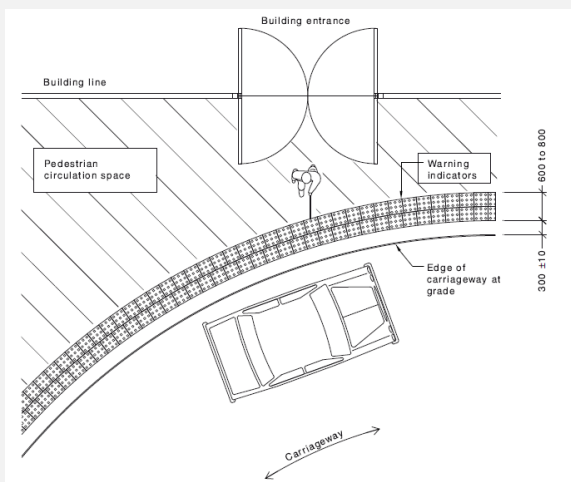 Building entrance
Building line
Pedestrian
circulation space
Warning
indicators
600 to 800
Edge of
carriageway at
grade
300 ±10
Carriageway